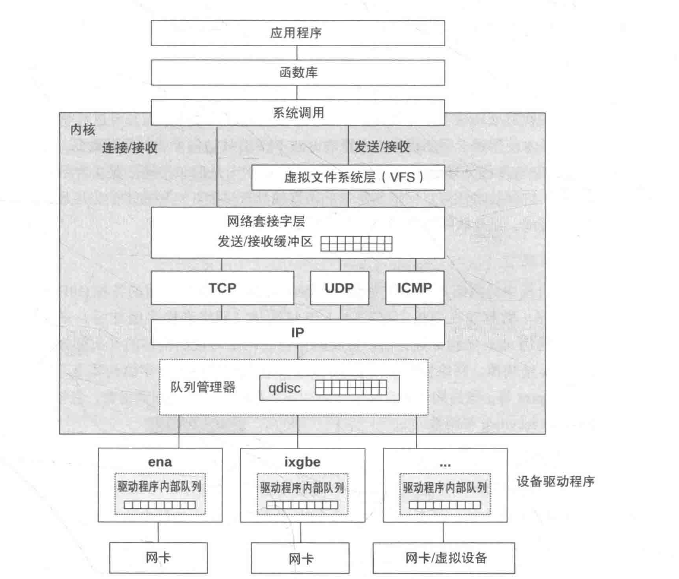 应用程序
函数库
系统调用
内核
连接/接收
发送/接收
虚拟文件系统层（VFS）
网络套接字层
发送/接收缓冲区
TCP
UDP
ICMP
IP
队列管理器
qdisc
ena
ixgbe
...
驱动程序内部队列
驱动程序内部队列
驱动程序内部队列
设备驱动程序
网卡
网卡
网卡/虚拟设备